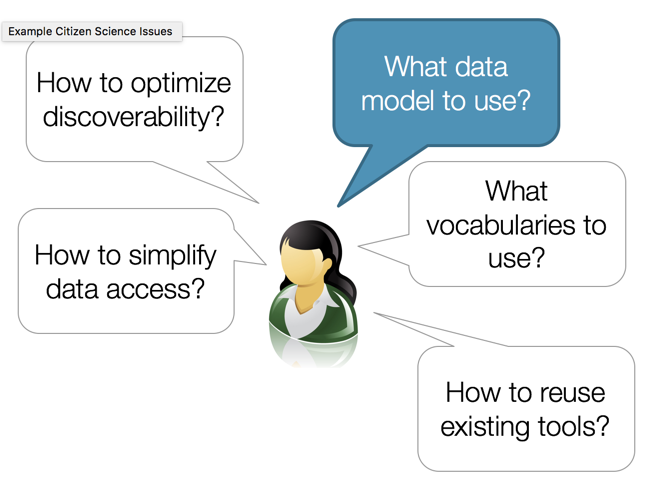 Example Citizen Science Issues
How to optimize
discoverability?
What data
model to use?
How to simplify
data access?
What
vocabularies to
use?
How to reuse
existing tools?